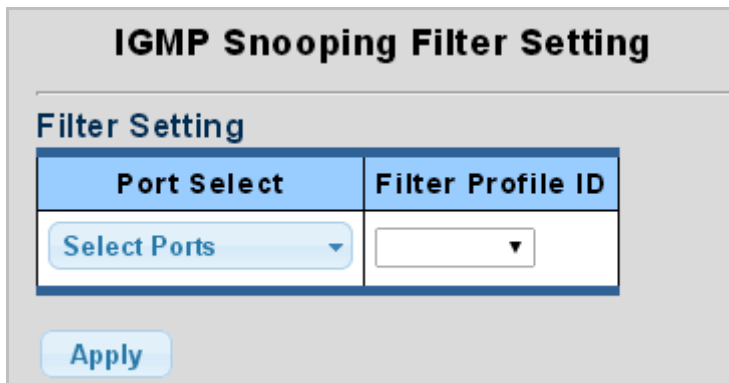 IGMP Snooping Filter Setting
Filter Setting
Port Select Filter Profile ID
Select Ports
Apply